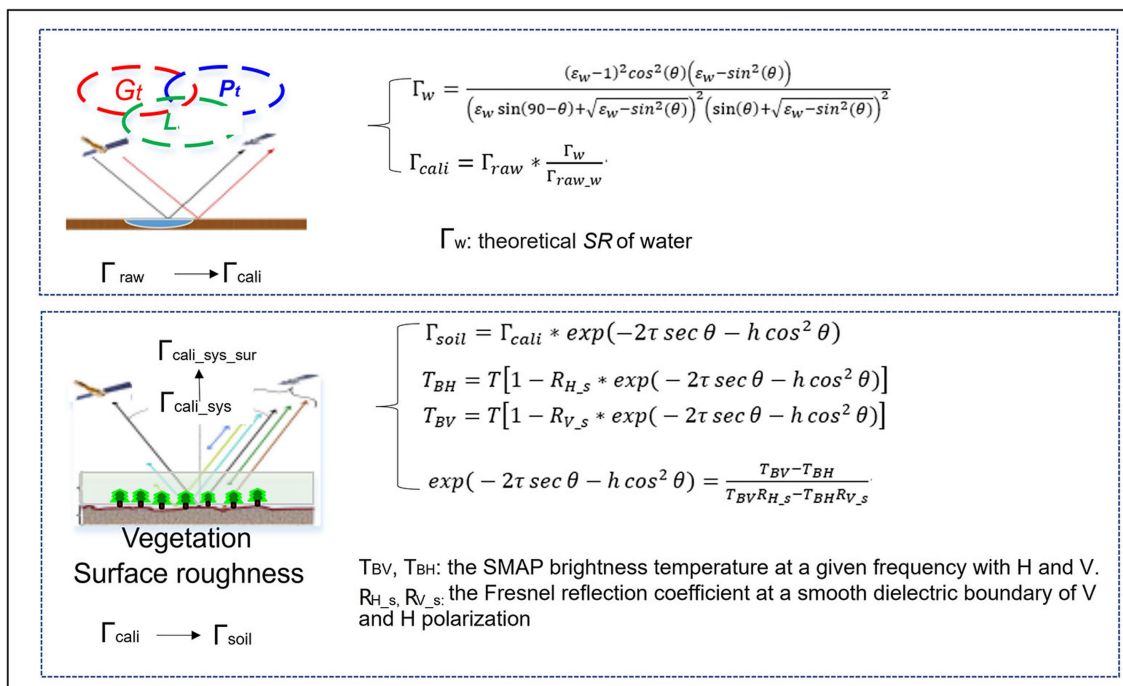 Gt
Pt
L
Γw = (εw−1)²cos²(θ)(εw−sin²(θ)) / (εw sin(90−θ)+√(εw−sin²(θ)))²(sin(θ)+√(εw−sin²(θ)))²
Γcali = Γraw * Γw/Γraw_w
Γw: theoretical SR of water
Γraw ⟶ Γcali
Γcali_sys_sur
Γcali_sys
Γsoil = Γcali * exp(−2τ sec θ − h cos² θ)
TBH = T[1 − RH_s * exp(− 2τ sec θ − h cos² θ)]
TBV = T[1 − RV_s * exp(− 2τ sec θ − h cos² θ)]
exp(− 2τ sec θ − h cos² θ) = (TBV−TBH)/(TBVRH_s−TBHRV_s)
Vegetation
Surface roughness
TBV, TBH: the SMAP brightness temperature at a given frequency with H and V.
RH_s, RV_s: the Fresnel reflection coefficient at a smooth dielectric boundary of V
and H polarization
Γcali ⟶ Γsoil